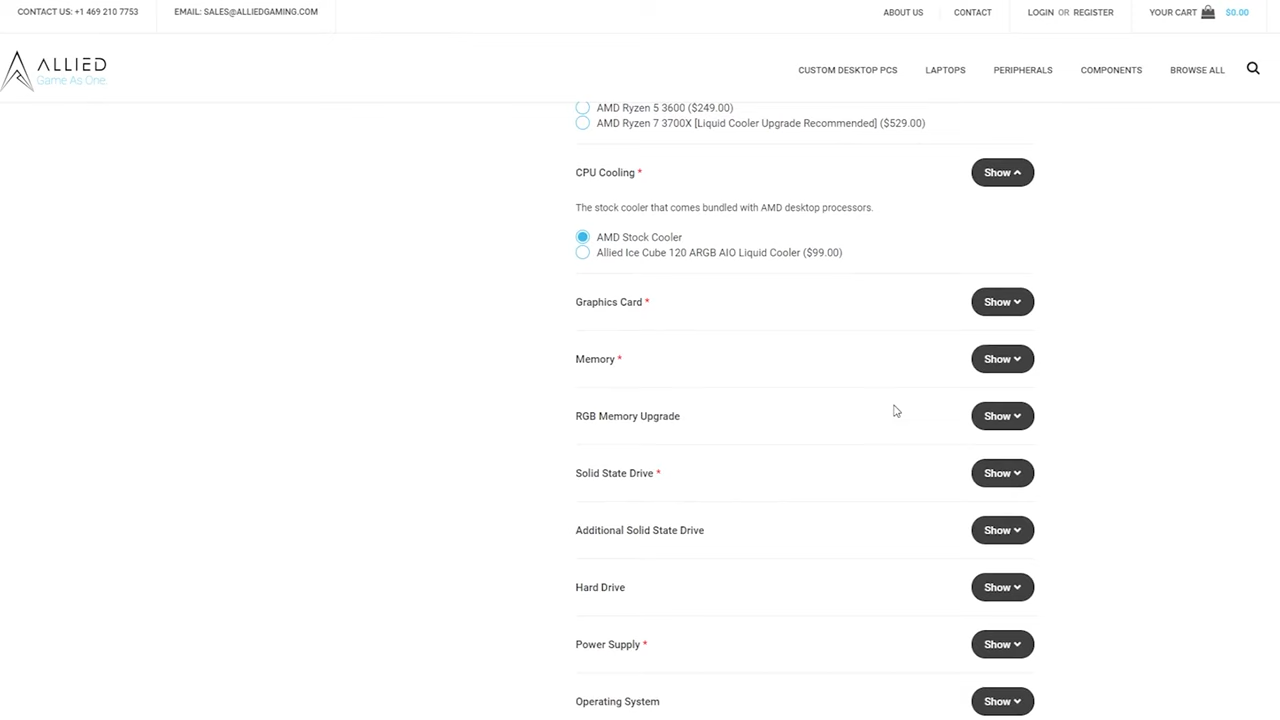 CONTACT US: +1 469 210 7753
EMAIL: SALES@ALLIEDGAMING.COM
ABOUT US
CONTACT
LOGIN OR REGISTER
YOUR CART $0.00
ALLIED
Game As One.
CUSTOM DESKTOP PCS
LAPTOPS
PERIPHERALS
COMPONENTS
BROWSE ALL
AMD Ryzen 5 3600 ($249.00)
AMD Ryzen 7 3700X [Liquid Cooler Upgrade Recommended] ($529.00)
CPU Cooling *
Show
The stock cooler that comes bundled with AMD desktop processors.
AMD Stock Cooler
Allied Ice Cube 120 ARGB AIO Liquid Cooler ($99.00)
Graphics Card *
Show
Memory *
Show
RGB Memory Upgrade
Show
Solid State Drive *
Show
Additional Solid State Drive
Show
Hard Drive
Show
Power Supply *
Show
Operating System
Show